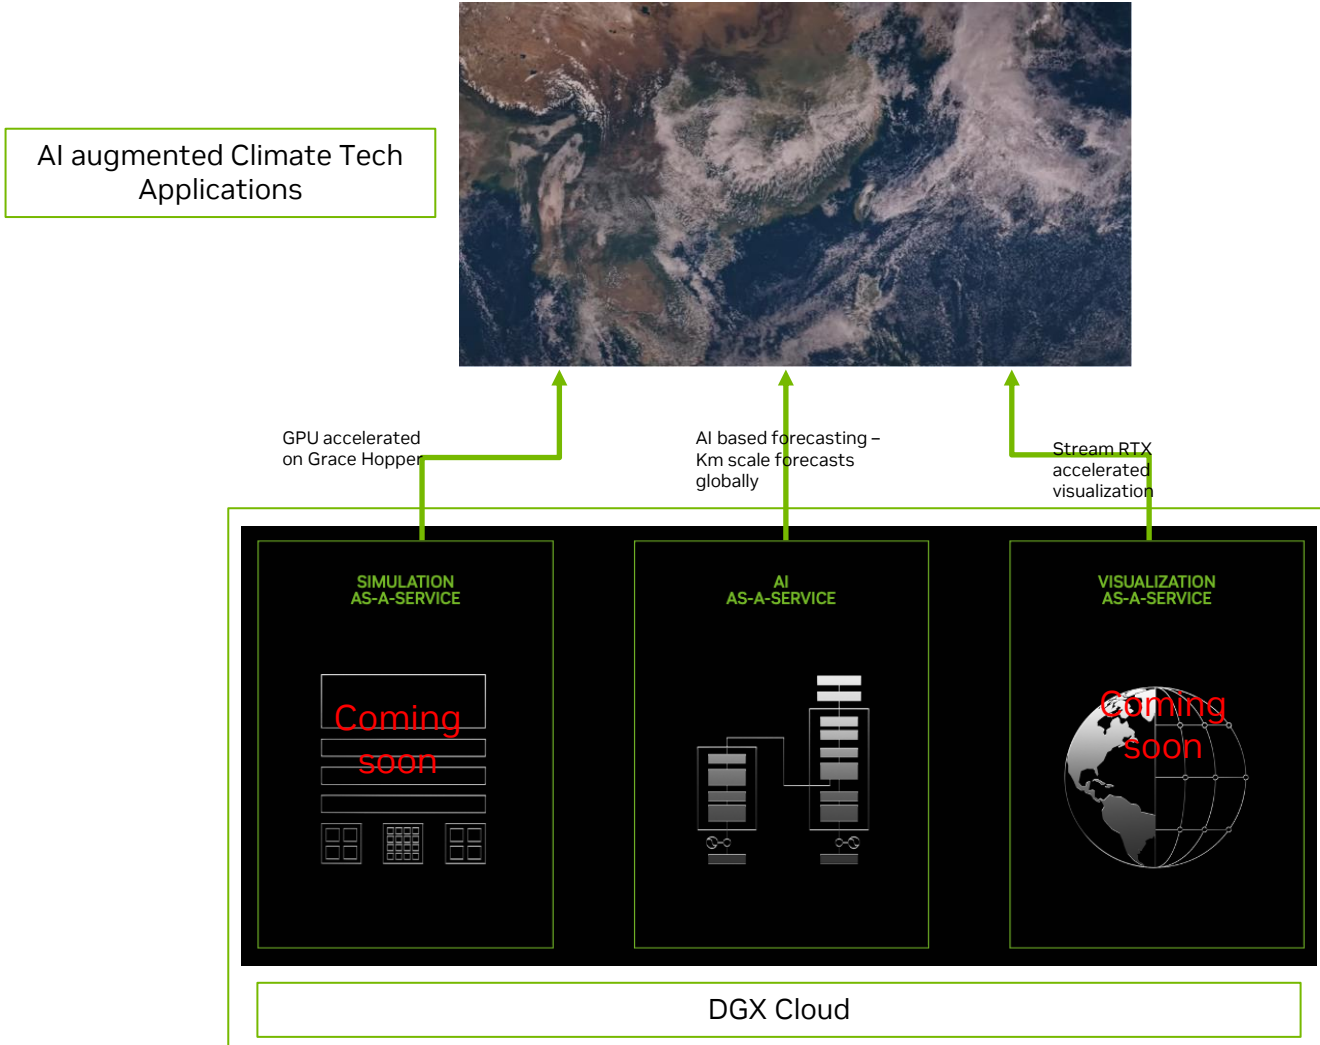 AI augmented Climate Tech
Applications
GPU accelerated
on Grace Hopper
AI based forecasting –
Km scale forecasts
globally
Stream RTX
accelerated
visualization
SIMULATION
AS-A-SERVICE
AI
AS-A-SERVICE
VISUALIZATION
AS-A-SERVICE
Coming
soon
Coming
soon
DGX Cloud